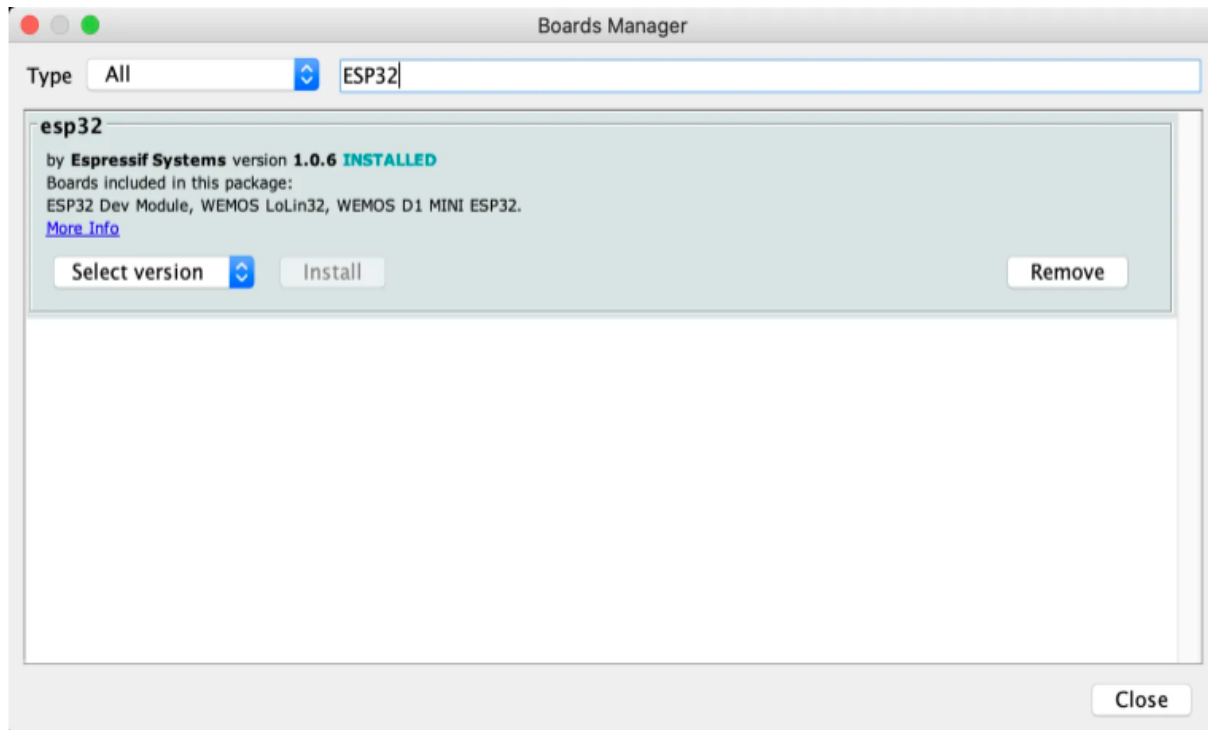 Boards Manager
Type All ESP32
esp32
by Espressif Systems version 1.0.6 INSTALLED
Boards included in this package:
ESP32 Dev Module, WEMOS LoLin32, WEMOS D1 MINI ESP32.
More Info
Select version Install Remove
Close